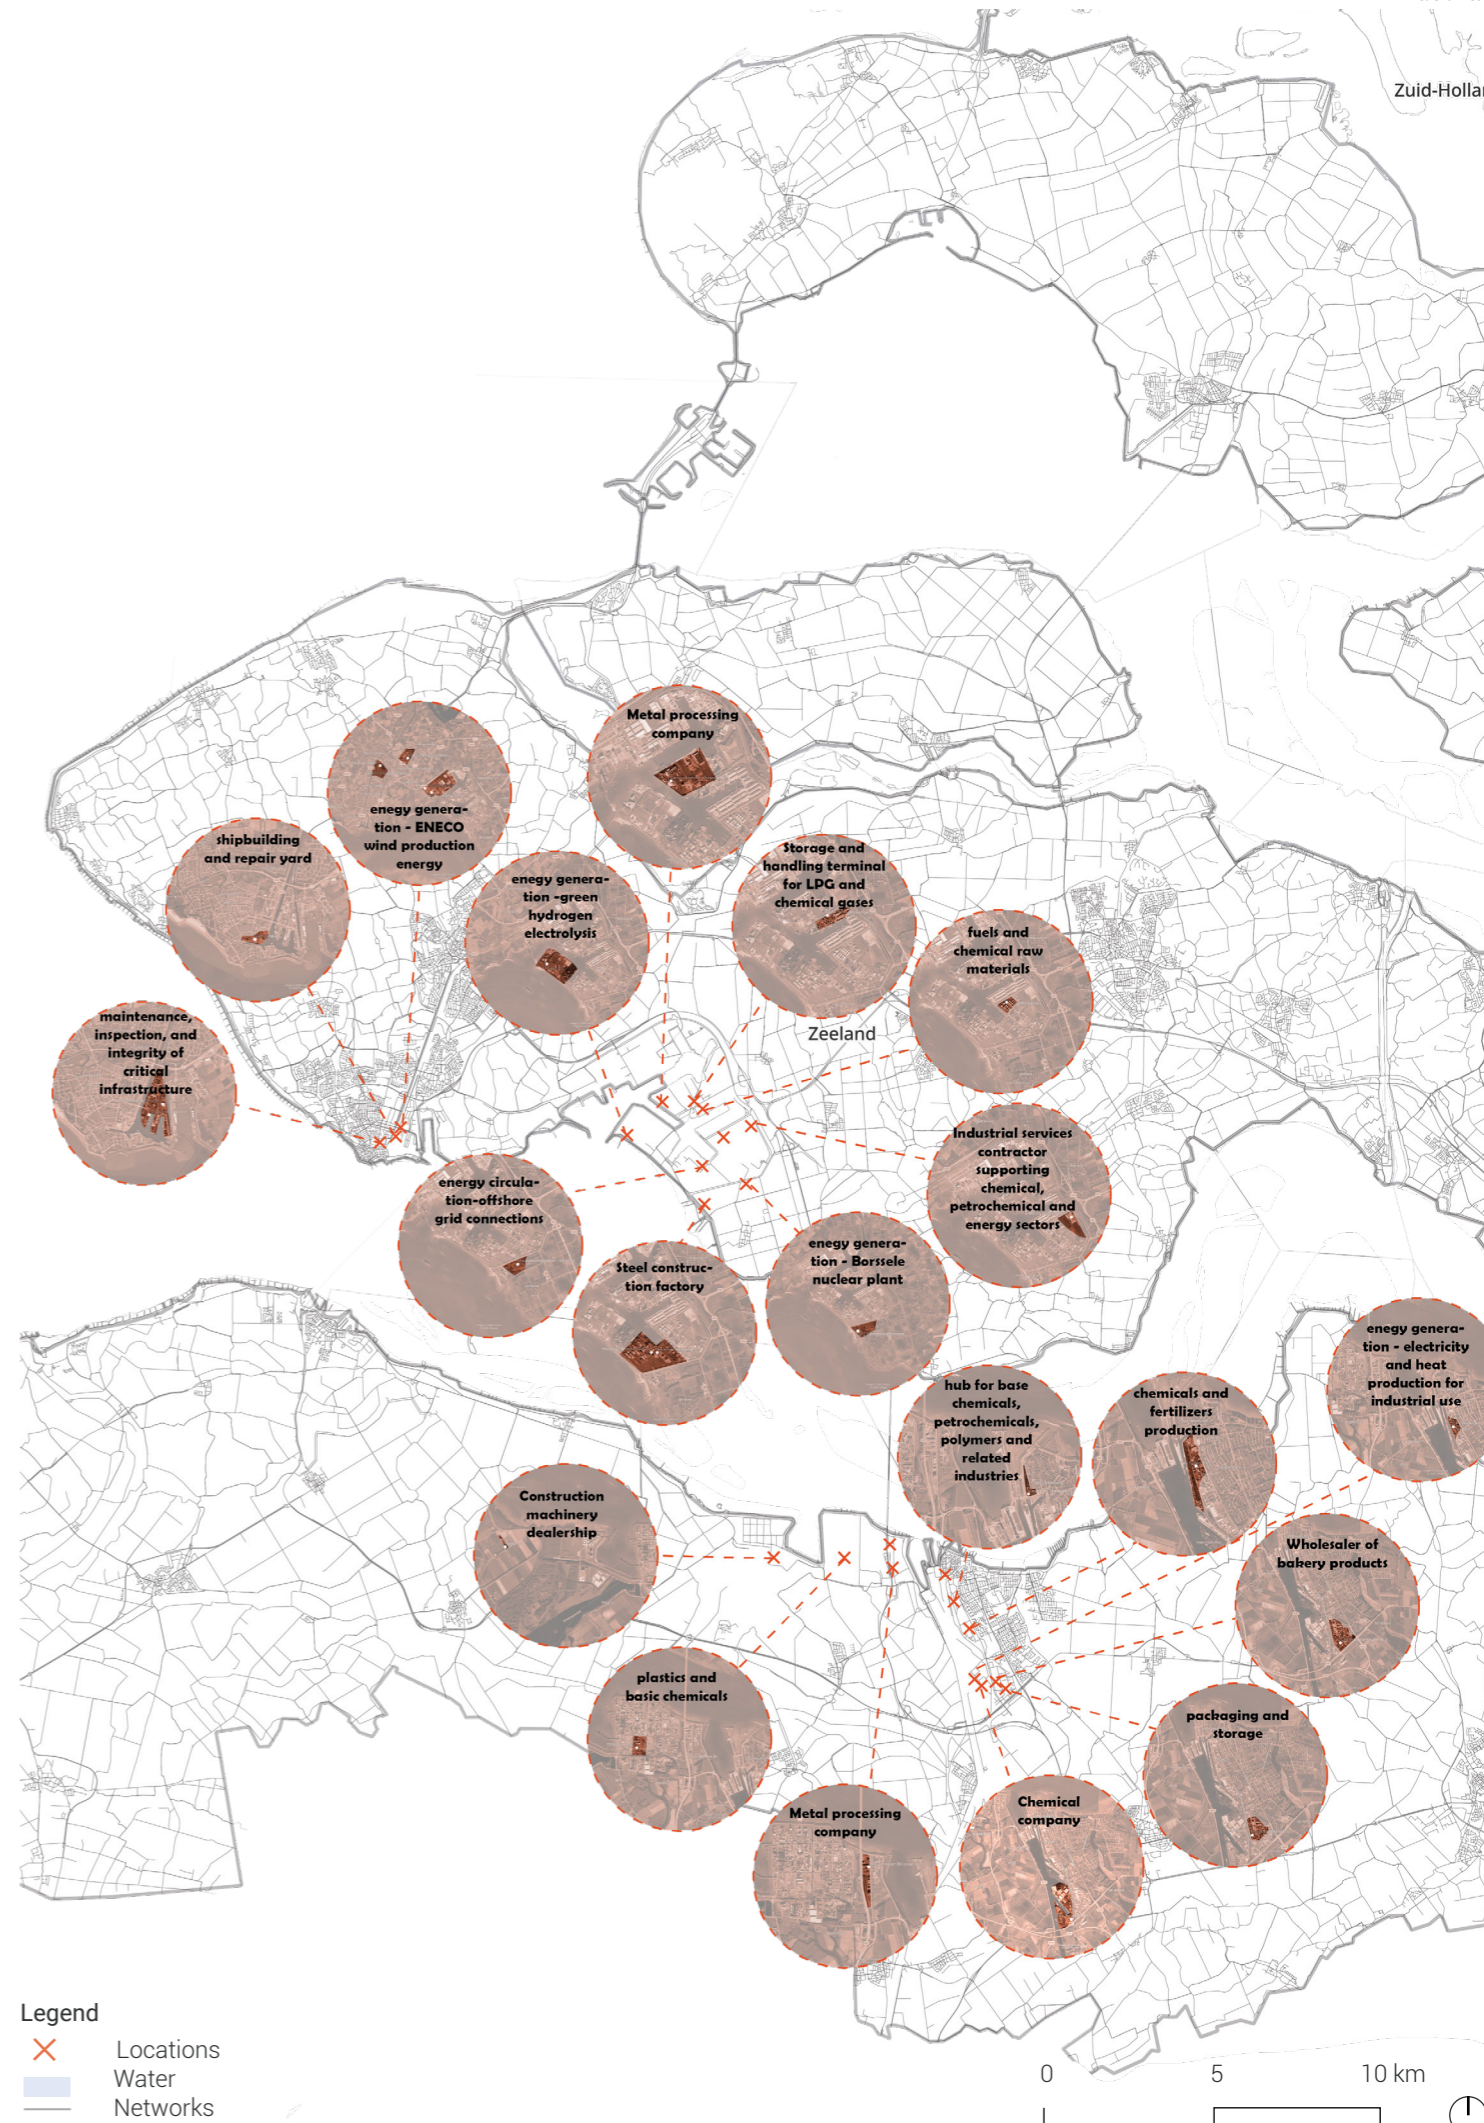 Zuid-Holla
Metal processing
company
enegy genera-
tion - ENECO
wind production
energy
shipbuilding
and repair yard
enegy genera-
tion -green
hydrogen
electrolysis
Storage and
handling terminal
for LPG and
chemical gases
fuels and
chemical raw
materials
maintenance,
inspection, and
integrity of
critical
infrastructure
Zeeland
Industrial services
contractor
supporting
chemical,
petrochemical and
energy sectors
energy circula-
tion-offshore
grid connections
Steel construc-
tion factory
enegy genera-
tion - Borssele
nuclear plant
enegy genera-
tion - electricity
and heat
production for
industrial use
hub for base
chemicals,
petrochemicals,
polymers and
related
industries
chemicals and
fertilizers
production
Construction
machinery
dealership
Wholesaler of
bakery products
plastics and
basic chemicals
packaging and
storage
Metal processing
company
Chemical
company
Legend
Locations
Water
Networks
0 5 10 km